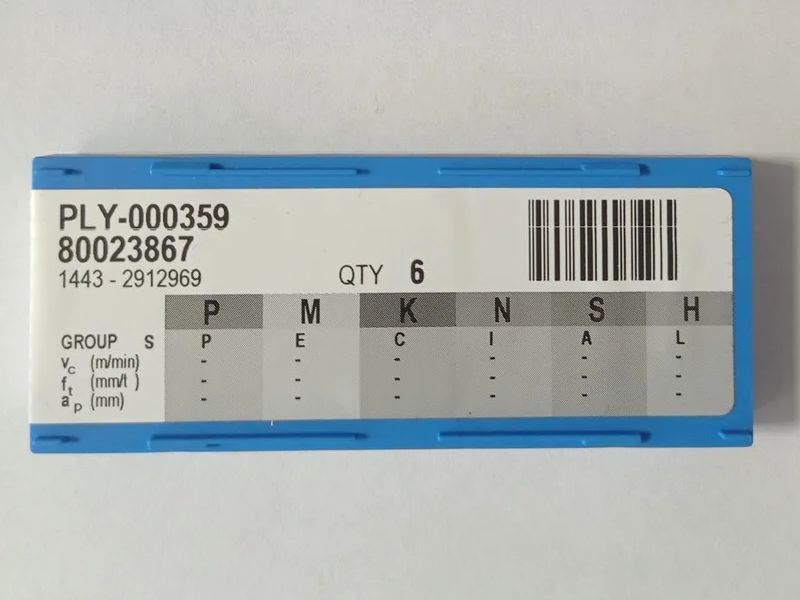 PLY-000359
80023867
1443 - 2912969
QTY 6
P M K N S H
GROUP S P E C I A L
vc (m/min) - - - - - -
ft (mm/t ) - - - - - -
ap (mm) - - - - - -